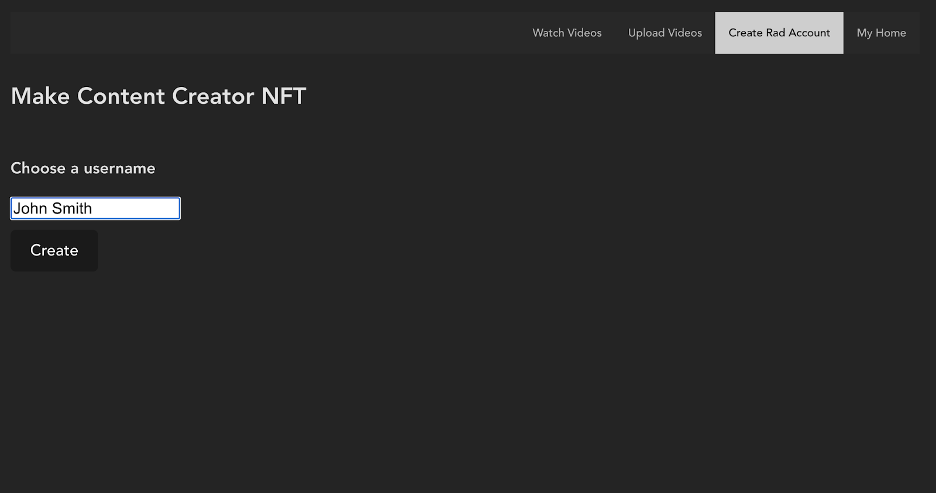 Watch Videos Upload Videos Create Rad Account My Home
Make Content Creator NFT
Choose a username
John Smith
Create